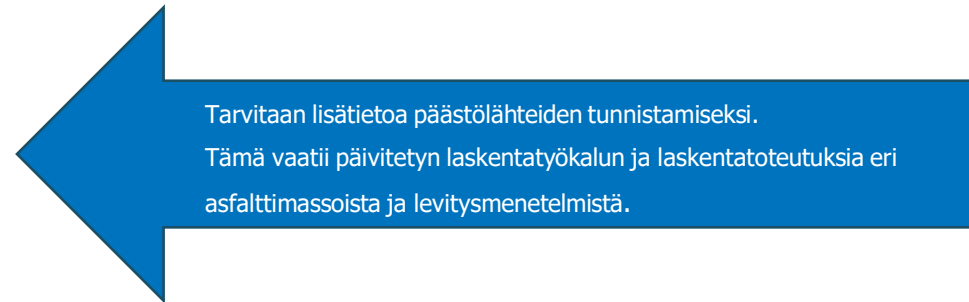 Tarvitaan lisätietoa päästölähteiden tunnistamiseksi.
Tämä vaatii päivitetyn laskentatyökalun ja laskentatoteutuksia eri
asfalttimassoista ja levitysmenetelmistä.